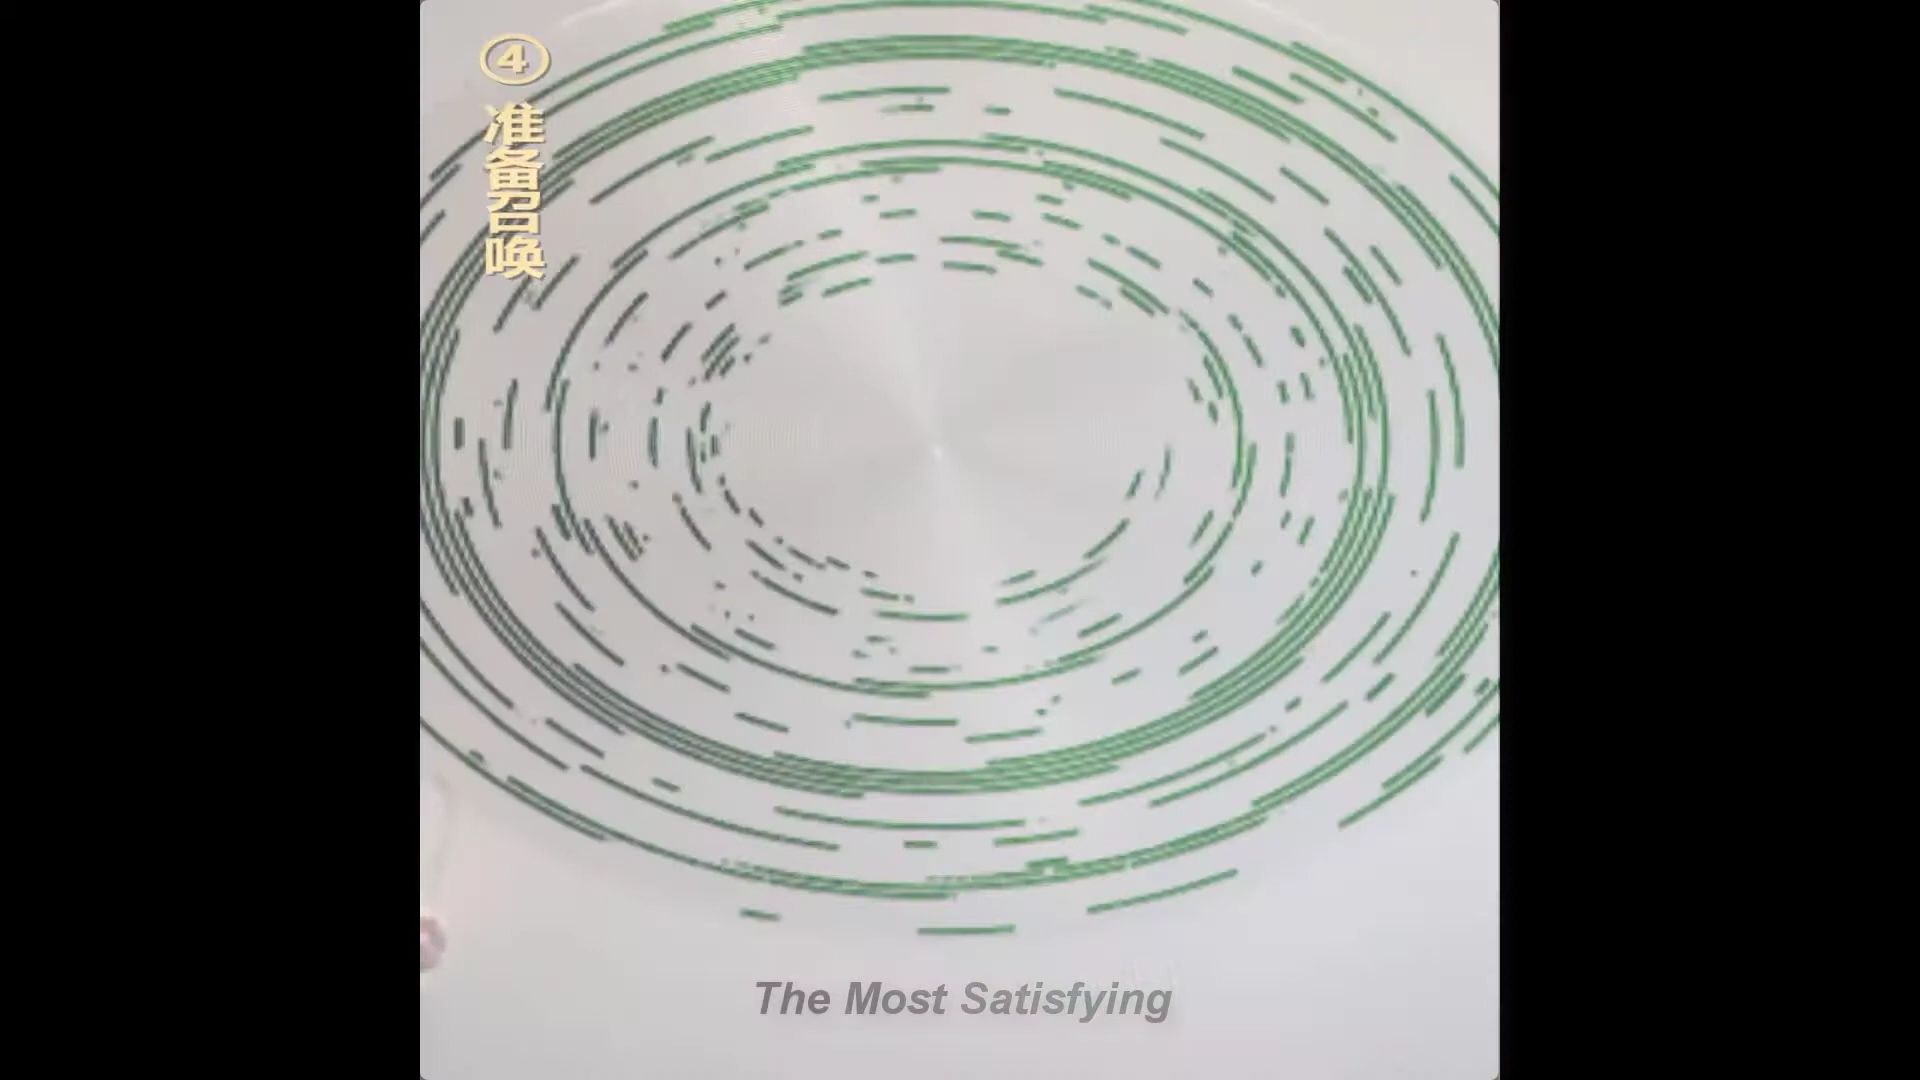 ④
准备召唤
The Most Satisfying